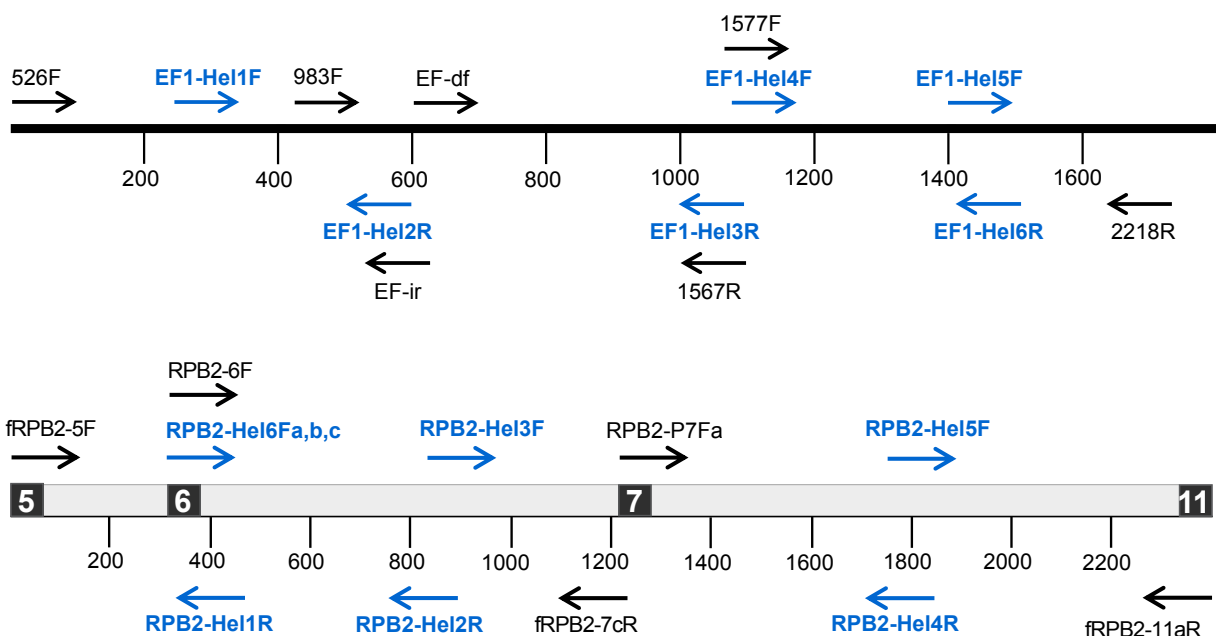 1577F
526F EF1-Hel1F 983F EF-df EF1-Hel4F EF1-Hel5F
200 400 600 800 1000 1200 1400 1600
EF1-Hel2R EF1-Hel3R EF1-Hel6R 2218R
EF-ir 1567R
RPB2-6F
fRPB2-5F RPB2-Hel6Fa,b,c RPB2-Hel3F RPB2-P7Fa RPB2-Hel5F
5 6 7 11
200 400 600 800 1000 1200 1400 1600 1800 2000 2200
RPB2-Hel1R RPB2-Hel2R fRPB2-7cR RPB2-Hel4R fRPB2-11aR